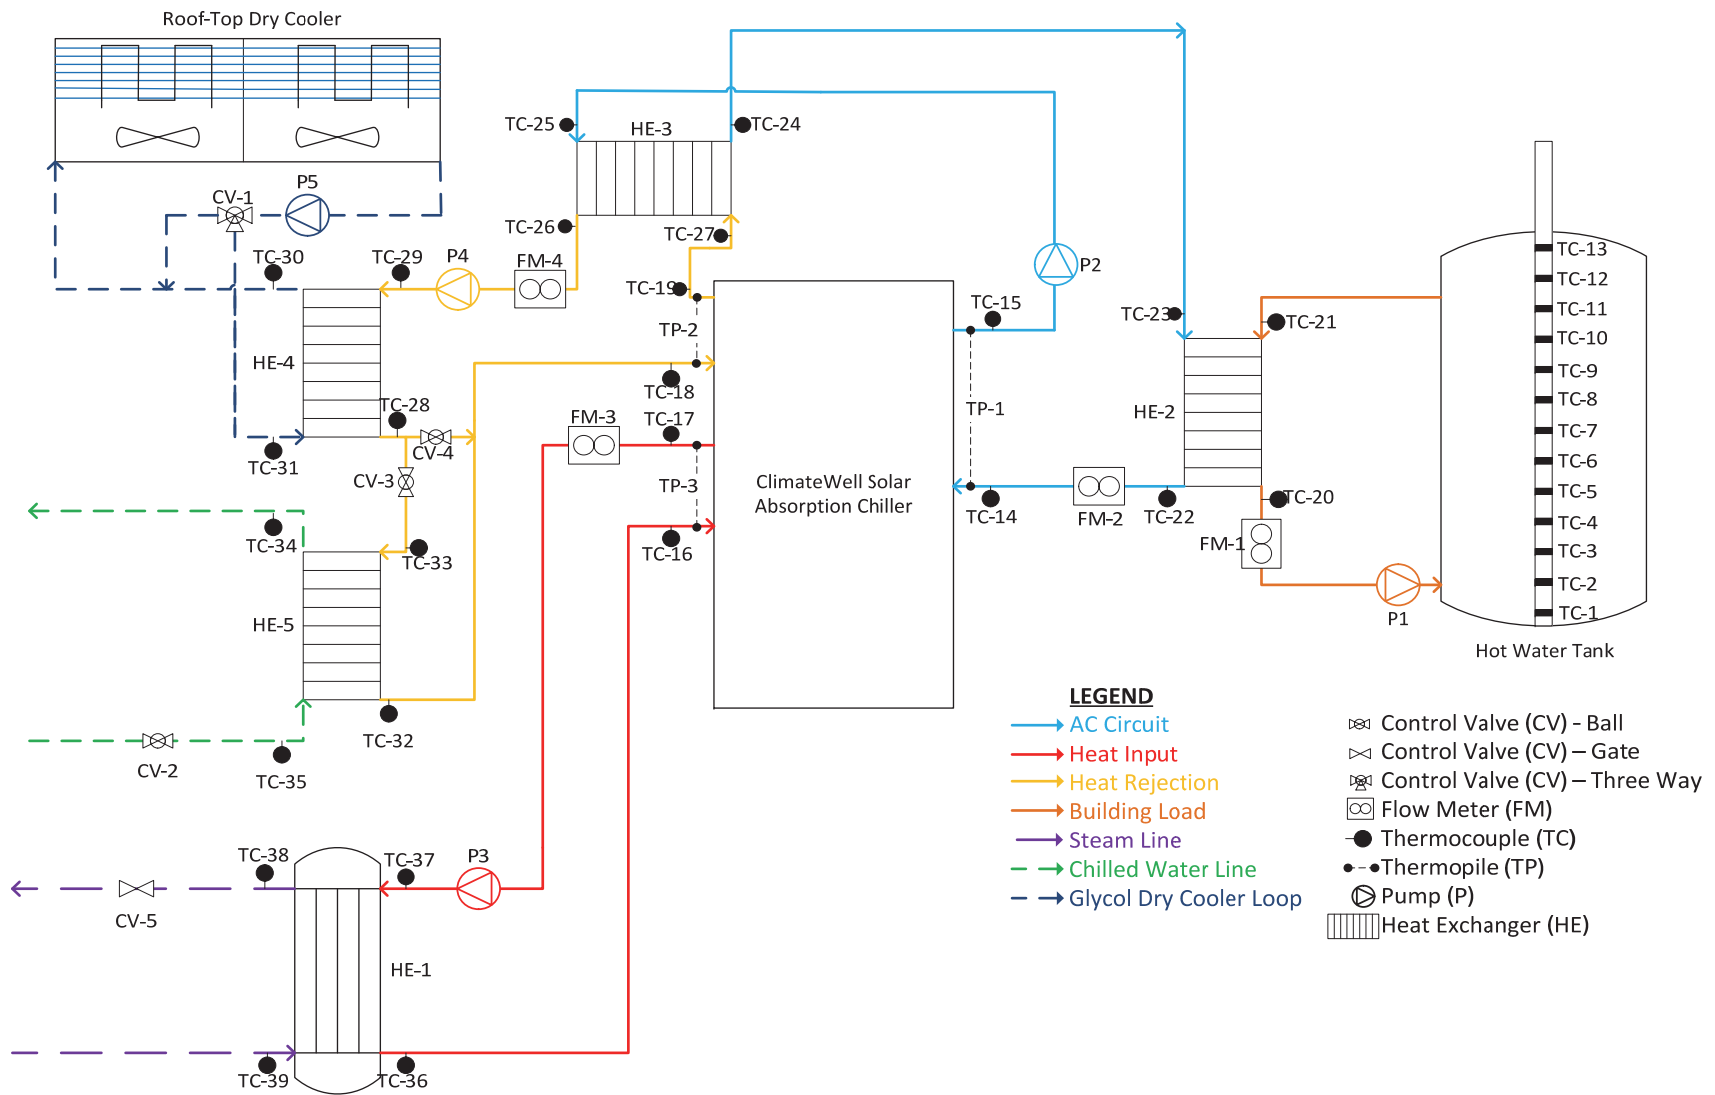 Roof-Top Dry Cooler
TC-25
HE-3
TC-24
P5
CV-1
TC-26
TC-27
TC-30
TC-29
P4
FM-4
TC-19
P2
TC-13
TC-12
TC-11
TC-10
TC-9
TC-8
TC-7
TC-6
TC-5
TC-4
TC-3
TC-2
TC-1
TC-15
TC-23
TC-21
TP-2
HE-4
TC-18
TC-28
FM-3
TC-17
TP-1
HE-2
CV-4
TC-31
CV-3
TP-3
ClimateWell Solar
Absorption Chiller
TC-14
FM-2
TC-22
TC-20
TC-34
TC-33
TC-16
FM-1
HE-5
P1
Hot Water Tank
TC-32
CV-2
TC-35
LEGEND
AC Circuit
Heat Input
Heat Rejection
Building Load
Steam Line
Chilled Water Line
Glycol Dry Cooler Loop
Control Valve (CV) - Ball
Control Valve (CV) – Gate
Control Valve (CV) – Three Way
Flow Meter (FM)
Thermocouple (TC)
Thermopile (TP)
Pump (P)
Heat Exchanger (HE)
TC-38
TC-37
P3
CV-5
HE-1
TC-39
TC-36